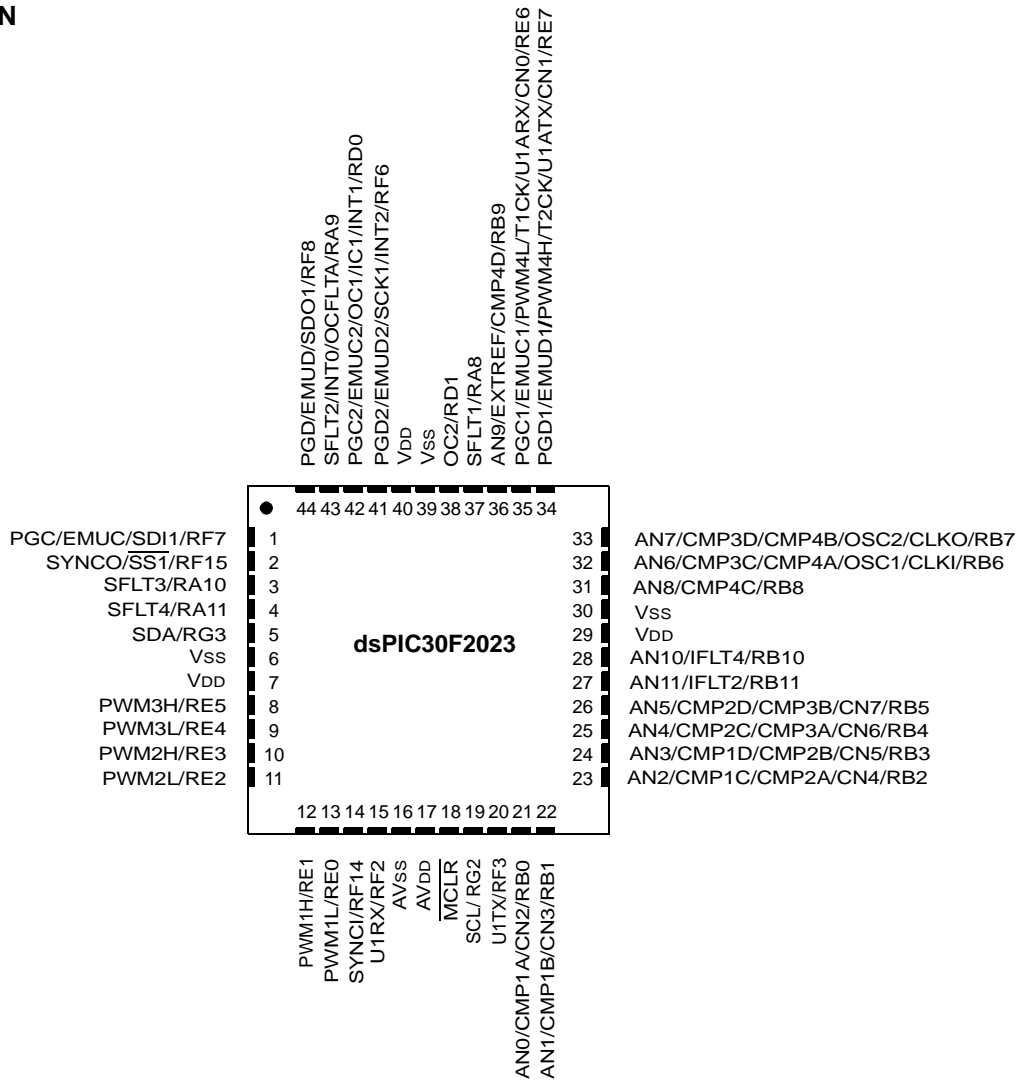 N
PGD/EMUD/SDO1/RF8
SFLT2/INT0/OCFLTA/RA9
PGC2/EMUC2/OC1/IC1/INT1/RD0
PGD2/EMUD2/SCK1/INT2/RF6
VDD
VSS
OC2/RD1
SFLT1/RA8
AN9/EXTREF/CMP4D/RB9
PGC1/EMUC1/PWM4L/T1CK/U1ARX/CN0/RE6
PGD1/EMUD1/PWM4H/T2CK/U1ATX/CN1/RE7
44 43 42 41 40 39 38 37 36 35 34
PGC/EMUC/SDI1/RF7 1
SYNCO/SS1/RF15 2
SFLT3/RA10 3
SFLT4/RA11 4
SDA/RG3 5
VSS 6
VDD 7
PWM3H/RE5 8
PWM3L/RE4 9
PWM2H/RE3 10
PWM2L/RE2 11
dsPIC30F2023
33 AN7/CMP3D/CMP4B/OSC2/CLKO/RB7
32 AN6/CMP3C/CMP4A/OSC1/CLKI/RB6
31 AN8/CMP4C/RB8
30 VSS
29 VDD
28 AN10/IFLT4/RB10
27 AN11/IFLT2/RB11
26 AN5/CMP2D/CMP3B/CN7/RB5
25 AN4/CMP2C/CMP3A/CN6/RB4
24 AN3/CMP1D/CMP2B/CN5/RB3
23 AN2/CMP1C/CMP2A/CN4/RB2
12 13 14 15 16 17 18 19 20 21 22
PWM1H/RE1
PWM1L/RE0
SYNCI/RF14
U1RX/RF2
AVSS
AVDD
MCLR
SCL/ RG2
U1TX/RF3
AN0/CMP1A/CN2/RB0
AN1/CMP1B/CN3/RB1